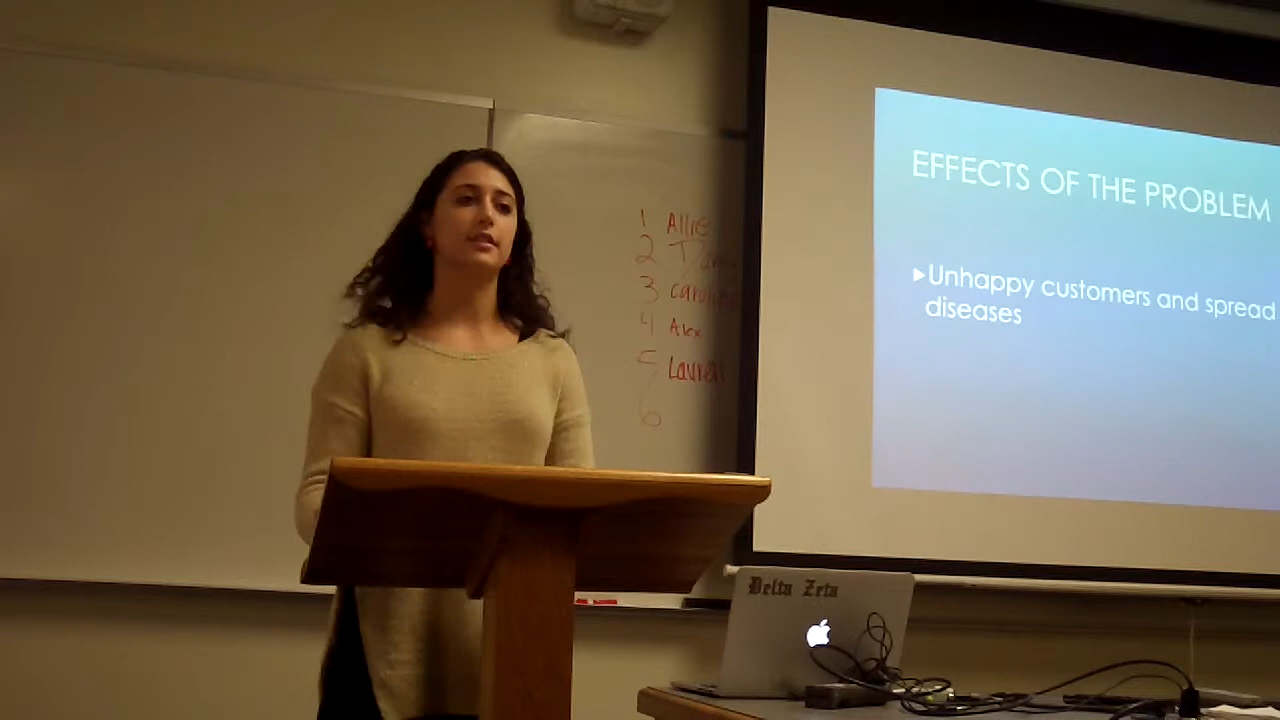 1 Allie
2
3
4 Alex
5 Lauren
6
EFFECTS OF THE PROBLEM
▸Unhappy customers and spread
diseases
Delta Zeta